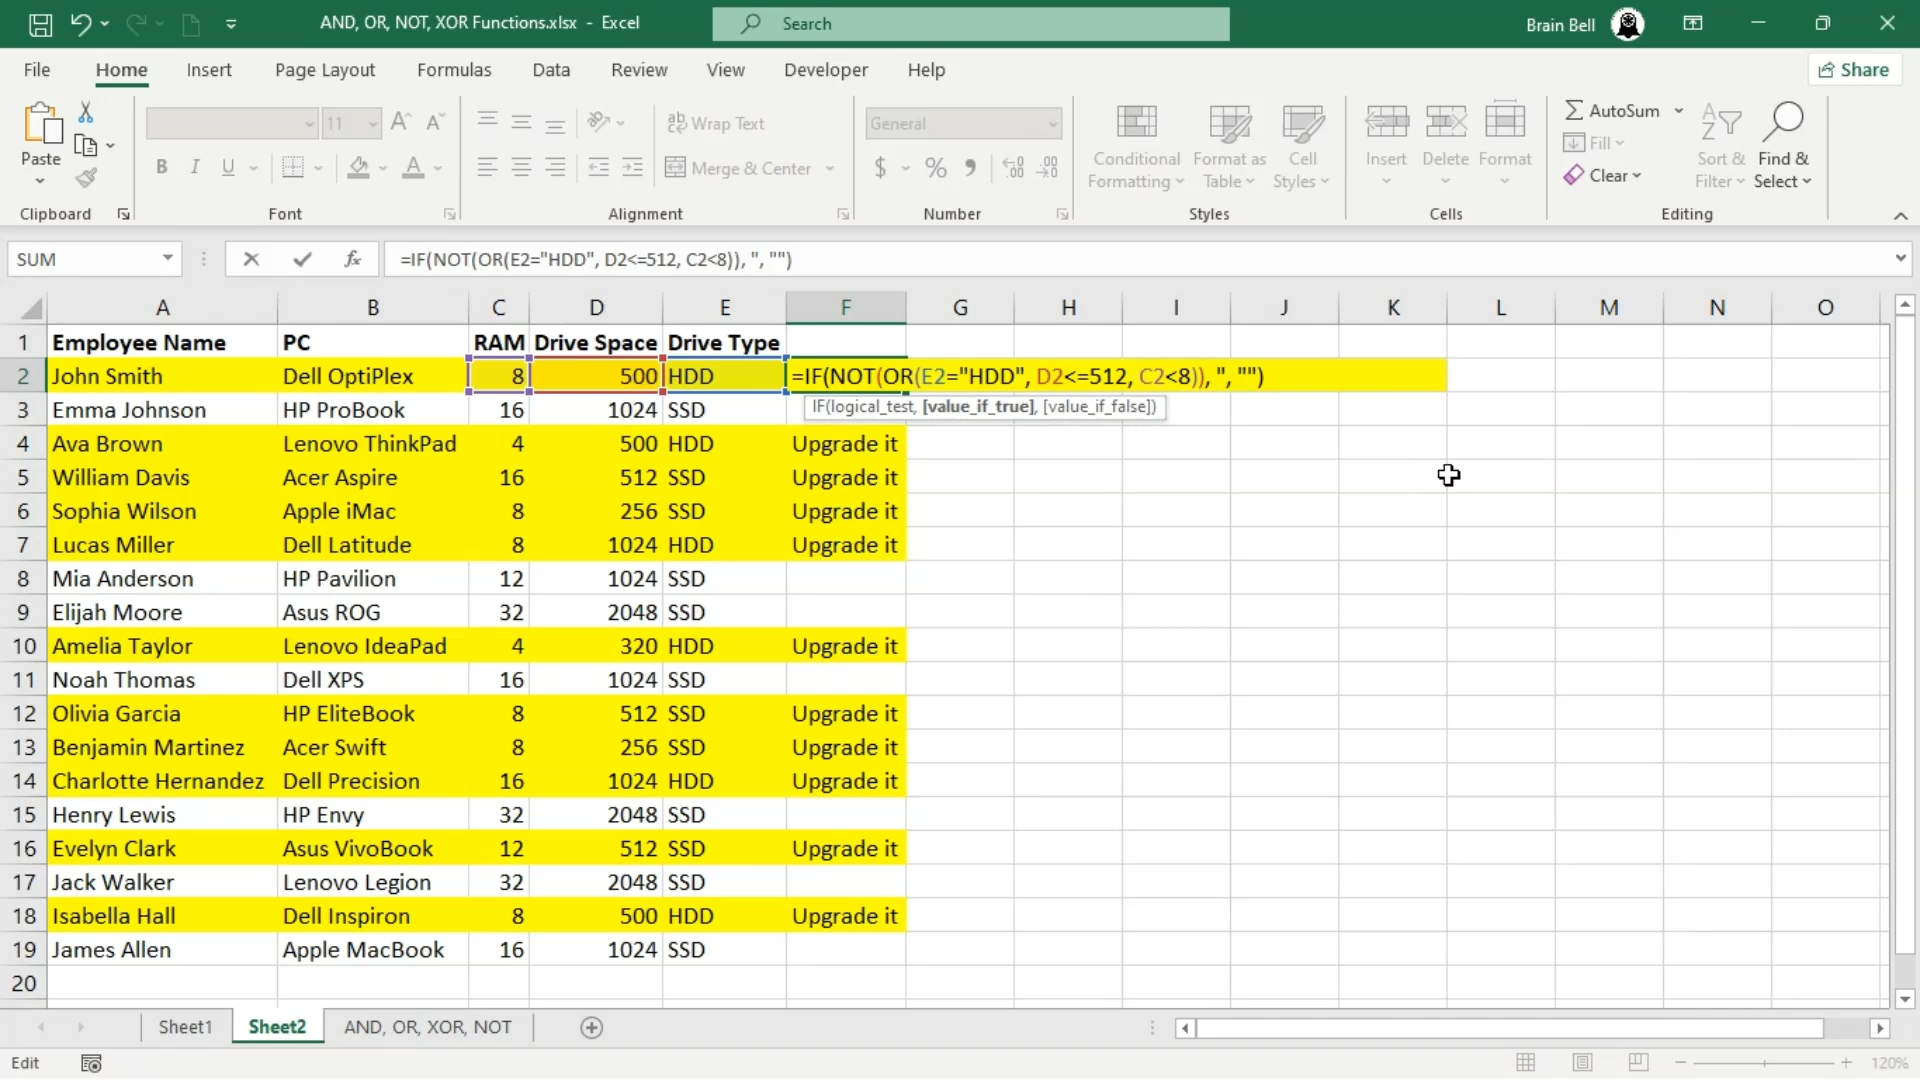 AND, OR, NOT, XOR Functions.xlsx - Excel
Search
Brain Bell
File Home Insert Page Layout Formulas Data Review View Developer Help
Share
Paste
Clipboard
11
B I U
Font
Wrap Text
Merge & Center
Alignment
General
$ % ,
Number
Conditional Formatting
Format as Table
Cell Styles
Styles
Insert
Delete
Format
Cells
AutoSum
Fill
Clear
Sort & Filter
Find & Select
Editing
SUM
fx
=IF(NOT(OR(E2="HDD", D2<=512, C2<8)), ", "")
A B C D E F G H I J K L M N O
1 Employee Name PC RAM Drive Space Drive Type
2 John Smith Dell OptiPlex 8 500 HDD =IF(NOT(OR(E2="HDD", D2<=512, C2<8)), ", "")
IF(logical_test, [value_if_true], [value_if_false])
3 Emma Johnson HP ProBook 16 1024 SSD
4 Ava Brown Lenovo ThinkPad 4 500 HDD Upgrade it
5 William Davis Acer Aspire 16 512 SSD Upgrade it
6 Sophia Wilson Apple iMac 8 256 SSD Upgrade it
7 Lucas Miller Dell Latitude 8 1024 HDD Upgrade it
8 Mia Anderson HP Pavilion 12 1024 SSD
9 Elijah Moore Asus ROG 32 2048 SSD
10 Amelia Taylor Lenovo IdeaPad 4 320 HDD Upgrade it
11 Noah Thomas Dell XPS 16 1024 SSD
12 Olivia Garcia HP EliteBook 8 512 SSD Upgrade it
13 Benjamin Martinez Acer Swift 8 256 SSD Upgrade it
14 Charlotte Hernandez Dell Precision 16 1024 HDD Upgrade it
15 Henry Lewis HP Envy 32 2048 SSD
16 Evelyn Clark Asus VivoBook 12 512 SSD Upgrade it
17 Jack Walker Lenovo Legion 32 2048 SSD
18 Isabella Hall Dell Inspiron 8 500 HDD Upgrade it
19 James Allen Apple MacBook 16 1024 SSD
20
Sheet1 Sheet2 AND, OR, XOR, NOT
Edit
120%